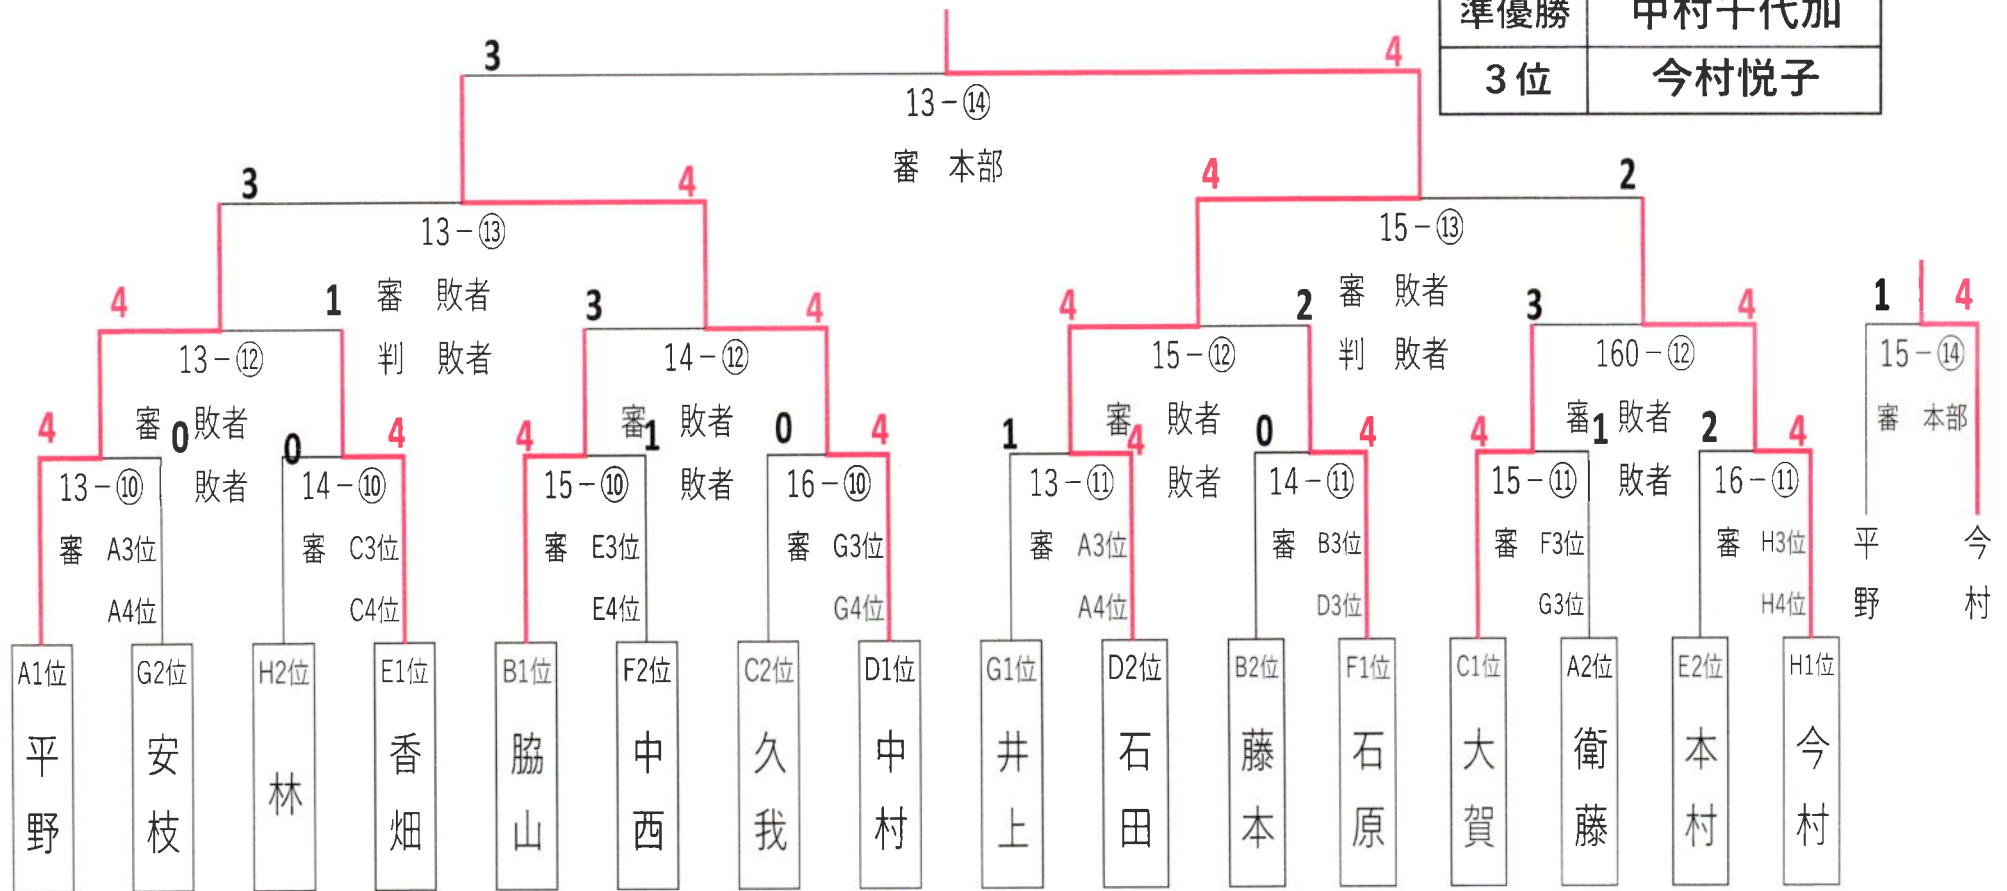 準優勝 中村千代加
3位 今村悦子
3 4
13-⑭
審 本部
3 4 4 2
13-⑬ 15-⑬
審 敗者 審 敗者
判 敗者 判 敗者
4 1 3 4 4 2 3 4 1 4
13-⑫ 14-⑫ 15-⑫ 160-⑫ 15-⑭
審 敗者 審 敗者 審 敗者 審 敗者 審 本部
敗者 敗者 敗者 敗者
4 0 0 4 4 1 0 4 1 4 0 4 4 1 2 4
13-⑩ 14-⑩ 15-⑩ 16-⑩ 13-⑪ 14-⑪ 15-⑪ 16-⑪
審 A3位 審 C3位 審 E3位 審 G3位 審 A3位 審 B3位 審 F3位 審 H3位
A4位 C4位 E4位 G4位 A4位 D3位 G3位 H4位
平野 今村
A1位 G2位 H2位 E1位 B1位 F2位 C2位 D1位 G1位 D2位 B2位 F1位 C1位 A2位 E2位 H1位
平野 安枝 林 香畑 脇山 中西 久我 中村 井上 石田 藤本 石原 大賀 衛藤 本村 今村